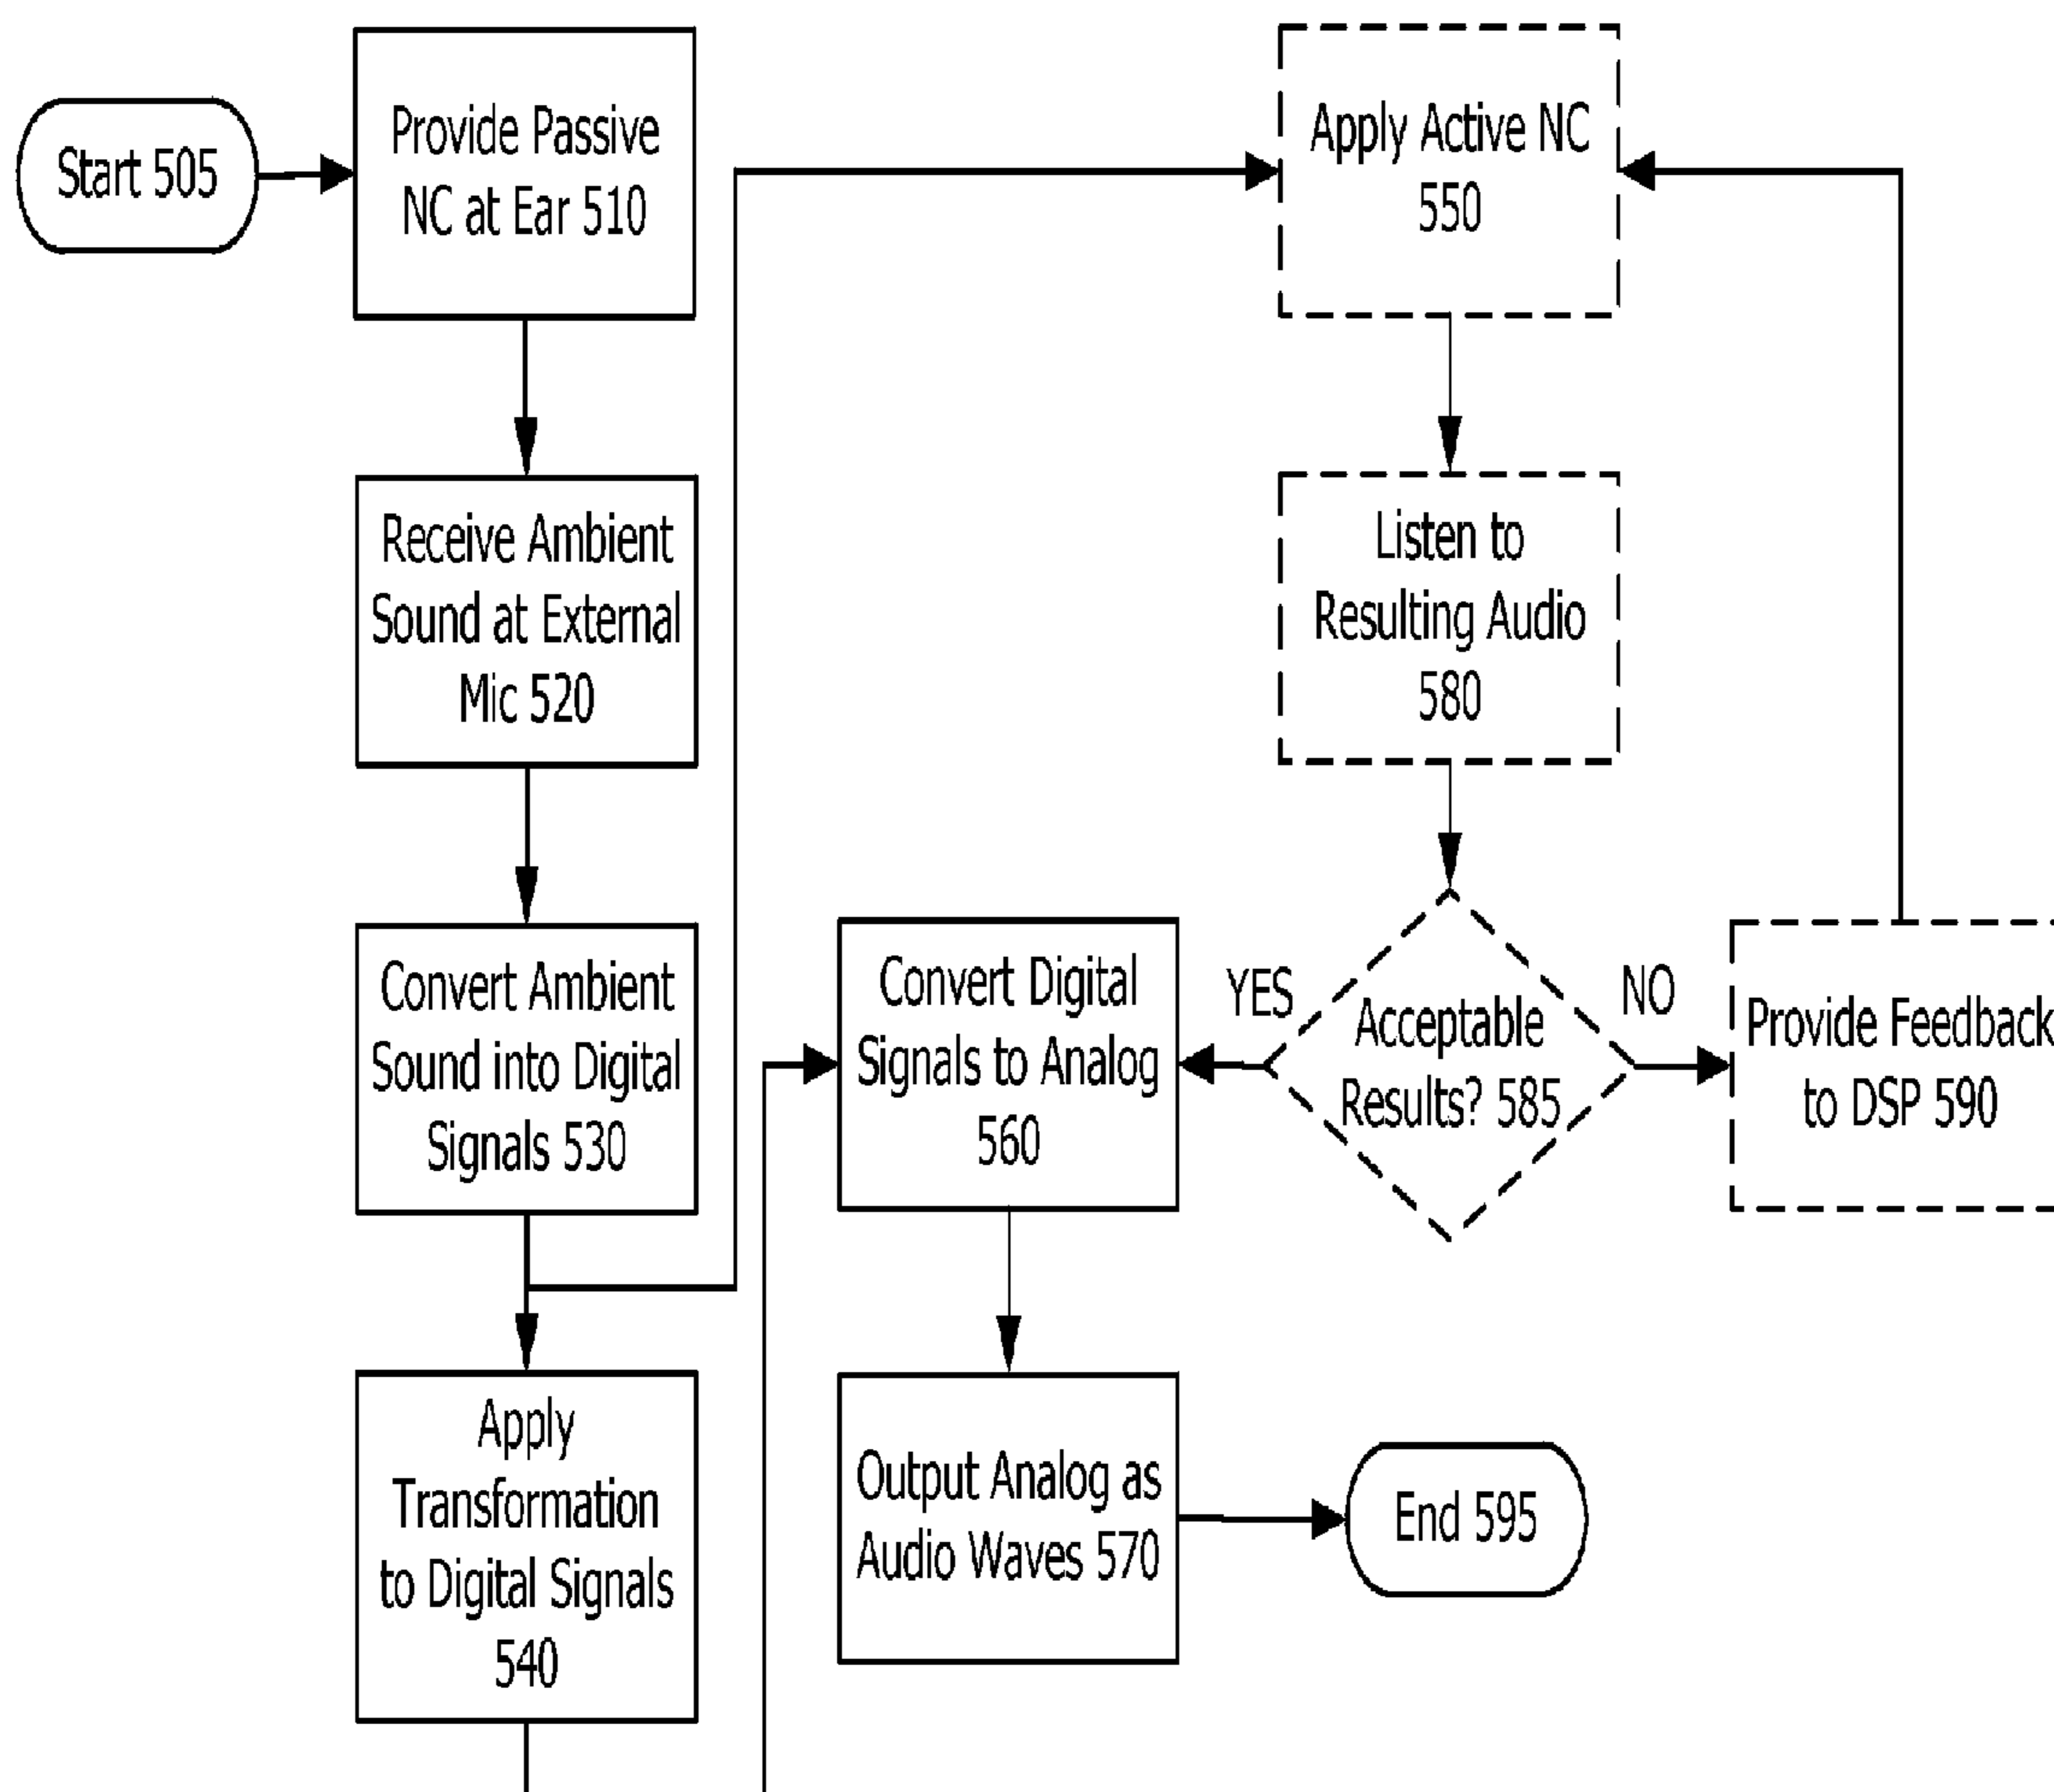 Start 505
Provide Passive
NC at Ear 510
Receive Ambient
Sound at External
Mic 520
Convert Ambient
Sound into Digital
Signals 530
Apply
Transformation
to Digital Signals
540
Apply Active NC
550
Listen to
Resulting Audio
580
Acceptable
Results? 585
YES
NO
Provide Feedback
to DSP 590
Convert Digital
Signals to Analog
560
Output Analog as
Audio Waves 570
End 595